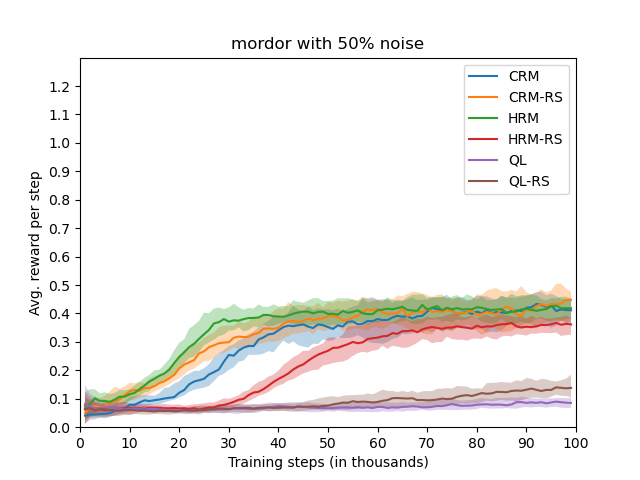 mordor with 50% noise
CRM
CRM-RS
HRM
HRM-RS
QL
QL-RS
Avg. reward per step
1.2
1.1
1.0
0.9
0.8
0.7
0.6
0.5
0.4
0.3
0.2
0.1
0.0
0 10 20 30 40 50 60 70 80 90 100
Training steps (in thousands)